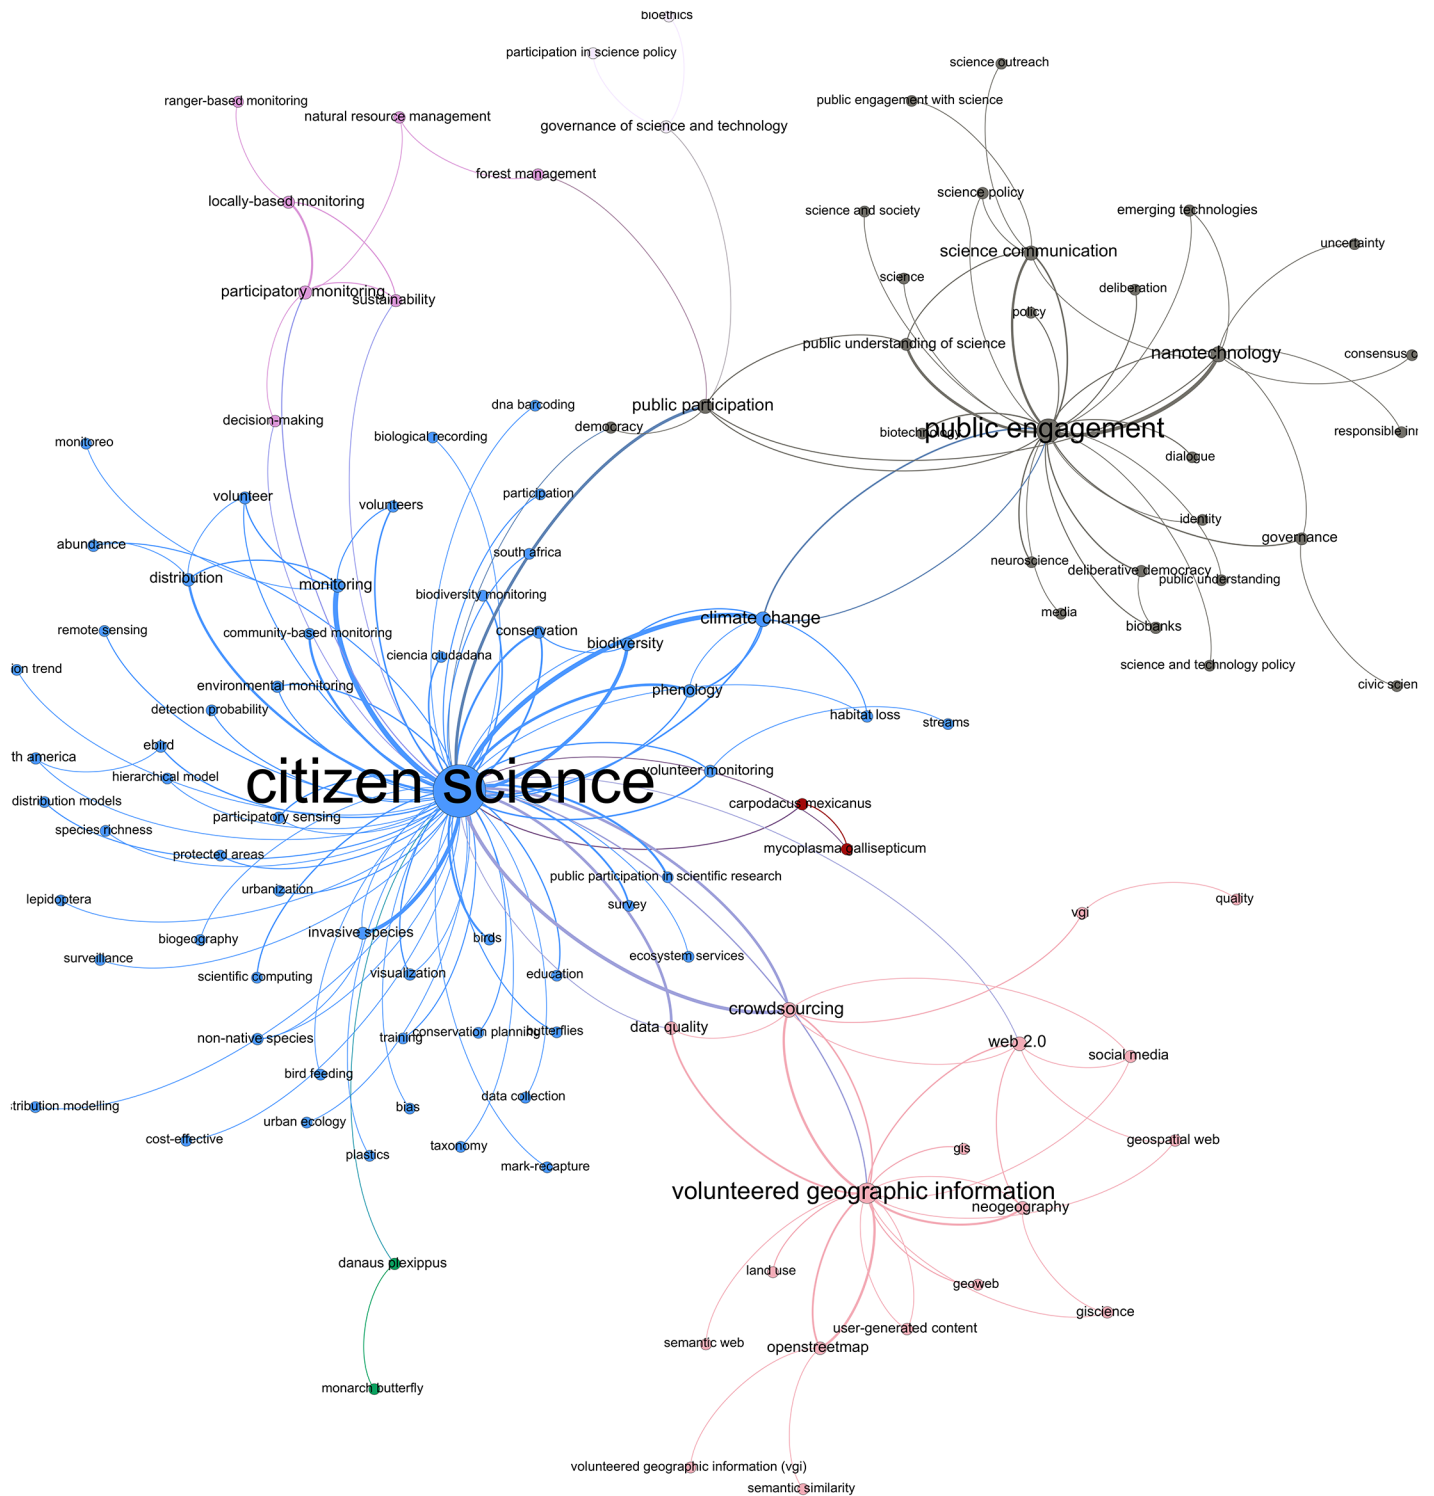 bioethics
participation in science policy
science outreach
ranger-based monitoring
public engagement with science
natural resource management
governance of science and technology
forest management
science policy
locally-based monitoring
science and society
emerging technologies
science communication
uncertainty
science
participatory monitoring
sustainability
deliberation
policy
public understanding of science
nanotechnology
consensus c
public participation
dna barcoding
decision-making
democracy
biological recording
biotechnology
public engagement
responsible inr
monitoreo
dialogue
volunteer
volunteers
participation
identity
abundance
south africa
governance
distribution
monitoring
neuroscience
deliberative democracy
public understanding
biodiversity monitoring
media
climate change
remote sensing
community-based monitoring
conservation
biodiversity
biobanks
ciencia ciudadana
ion trend
science and technology policy
environmental monitoring
phenology
civic scien
detection probability
habitat loss
streams
ebird
th america
hierarchical model
citizen science
volunteer monitoring
distribution models
carpodacus mexicanus
participatory sensing
species richness
protected areas
mycoplasma gallisepticum
public participation in scientific research
urbanization
lepidoptera
survey
quality
vgi
invasive species
biogeography
birds
surveillance
ecosystem services
scientific computing
visualization
education
crowdsourcing
non-native species
training
conservation planning
butterflies
data quality
web 2.0
social media
bird feeding
data collection
tribution modelling
bias
urban ecology
cost-effective
taxonomy
geospatial web
gis
plastics
mark-recapture
volunteered geographic information
neogeography
danaus plexippus
land use
geoweb
giscience
user-generated content
semantic web
openstreetmap
monarch butterfly
volunteered geographic information (vgi)
semantic similarity